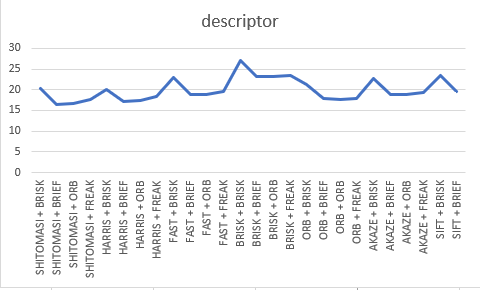 descriptor
30
25
20
15
10
5
0
SHITOMASI + BRISK
SHITOMASI + BRIEF
SHITOMASI + ORB
SHITOMASI + FREAK
HARRIS + BRISK
HARRIS + BRIEF
HARRIS + ORB
HARRIS + FREAK
FAST + BRISK
FAST + BRIEF
FAST + ORB
FAST + FREAK
BRISK + BRISK
BRISK + BRIEF
BRISK + ORB
BRISK + FREAK
ORB + BRISK
ORB + BRIEF
ORB + ORB
ORB + FREAK
AKAZE + BRISK
AKAZE + BRIEF
AKAZE + ORB
AKAZE + FREAK
SIFT + BRISK
SIFT + BRIEF